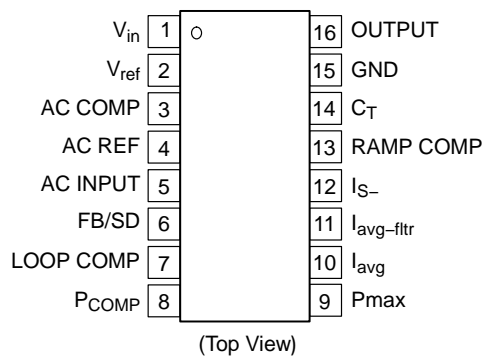 V_in 1 16 OUTPUT
V_ref 2 15 GND
AC COMP 3 14 C_T
AC REF 4 13 RAMP COMP
AC INPUT 5 12 I_S–
FB/SD 6 11 I_avg–fltr
LOOP COMP 7 10 I_avg
P_COMP 8 9 Pmax
(Top View)